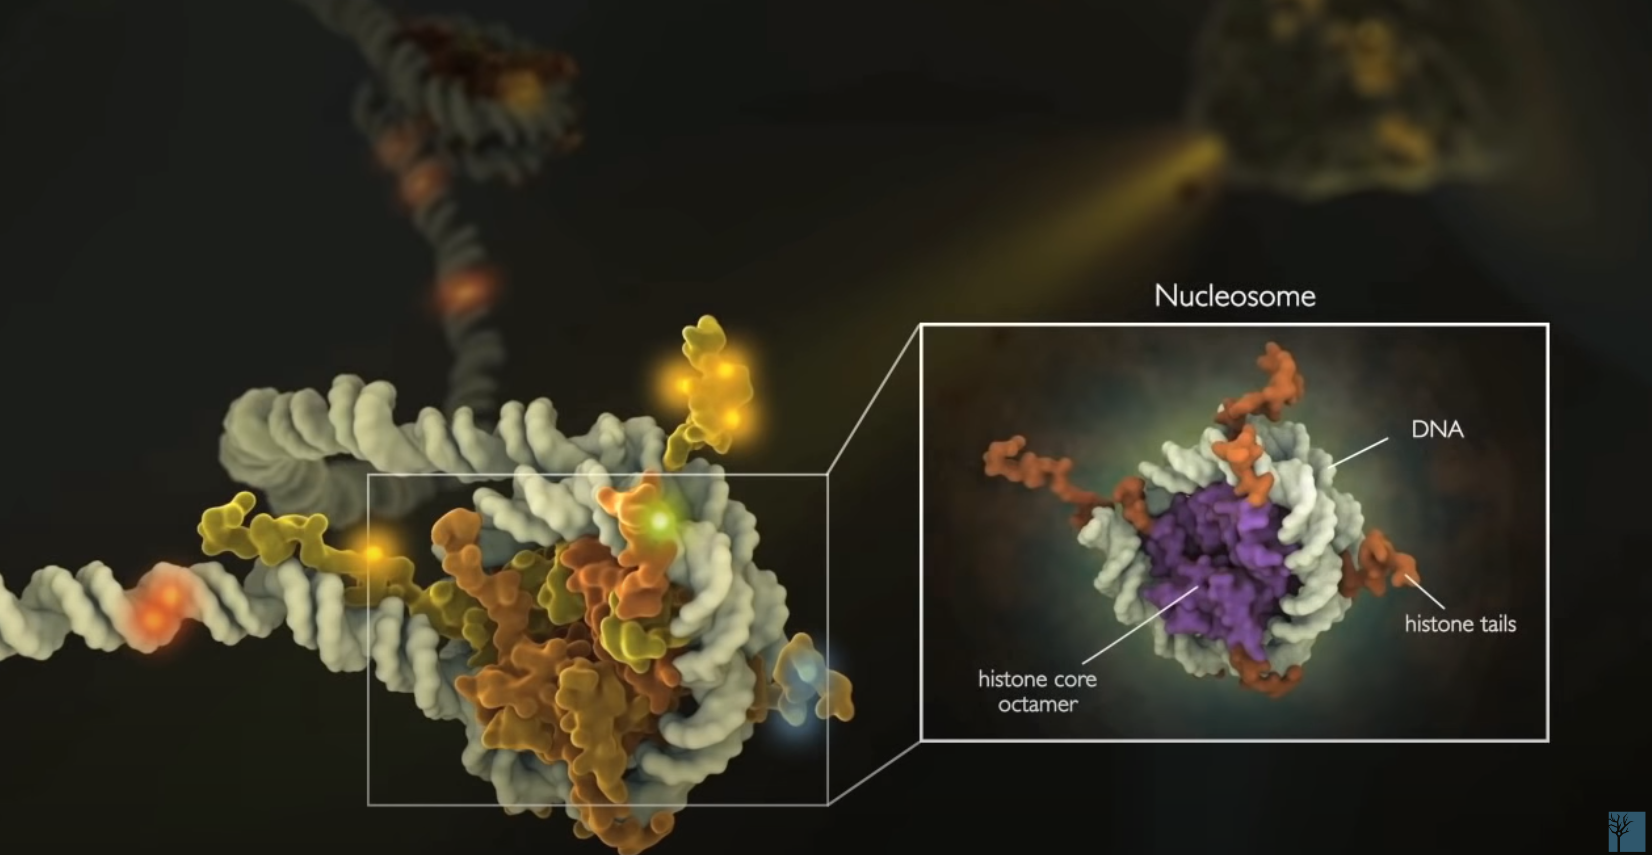 Nucleosome
DNA
histone tails
histone core
octamer